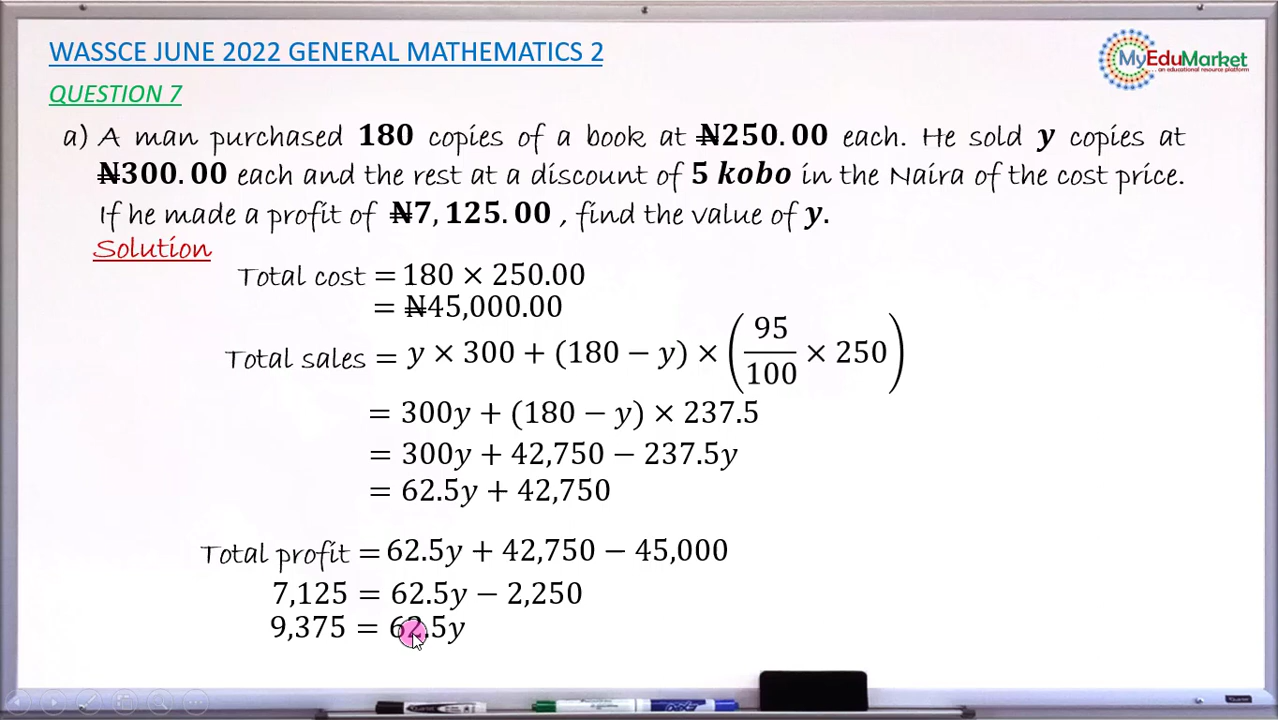 WASSCE JUNE 2022 GENERAL MATHEMATICS 2
MyEduMarket
... an educational resource platform
QUESTION 7
a) A man purchased 180 copies of a book at ₦250.00 each. He sold y copies at
₦300.00 each and the rest at a discount of 5 kobo in the Naira of the cost price.
If he made a profit of ₦7,125.00 , find the value of y.
Solution
Total cost = 180 × 250.00
= ₦45,000.00
Total sales = y × 300 + (180 − y) × (95/100 × 250)
= 300y + (180 − y) × 237.5
= 300y + 42,750 − 237.5y
= 62.5y + 42,750
Total profit = 62.5y + 42,750 − 45,000
7,125 = 62.5y − 2,250
9,375 = 62.5y